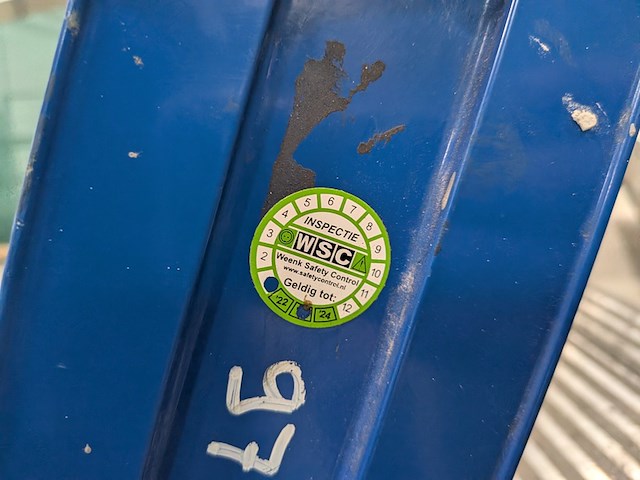 1 2 3 4 5 6 7 8 9 10 11 12
INSPECTIE
WSC
Weenk Safety Control
www.safetycontrol.nl
Geldig tot:
'22 '24